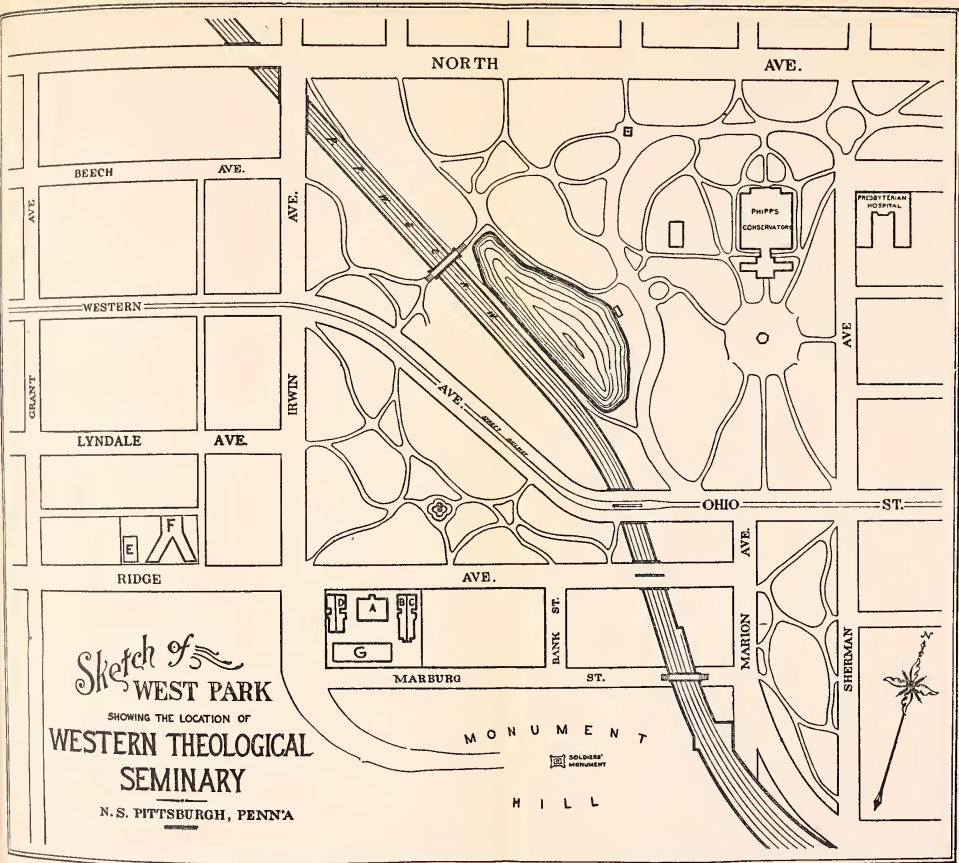 NORTH AVE.
BEECH AVE.
AVE
AVE.
PHIPPS
CONSERVATORY
PRESBYTERIAN
HOSPITAL
WESTERN
AVE.
STREET RAILWAY
GRANT
IRWIN
AVE
LYNDALE AVE.
OHIO ST.
E
F
RIDGE AVE.
AVE.
D
A
B C
G
BANK ST.
MARION
SHERMAN
MARBURG ST.
N
Sketch of
WEST PARK
SHOWING THE LOCATION OF
WESTERN THEOLOGICAL
SEMINARY
N.S. PITTSBURGH, PENN'A
MONUMENT
SOLDIERS'
MONUMENT
HILL